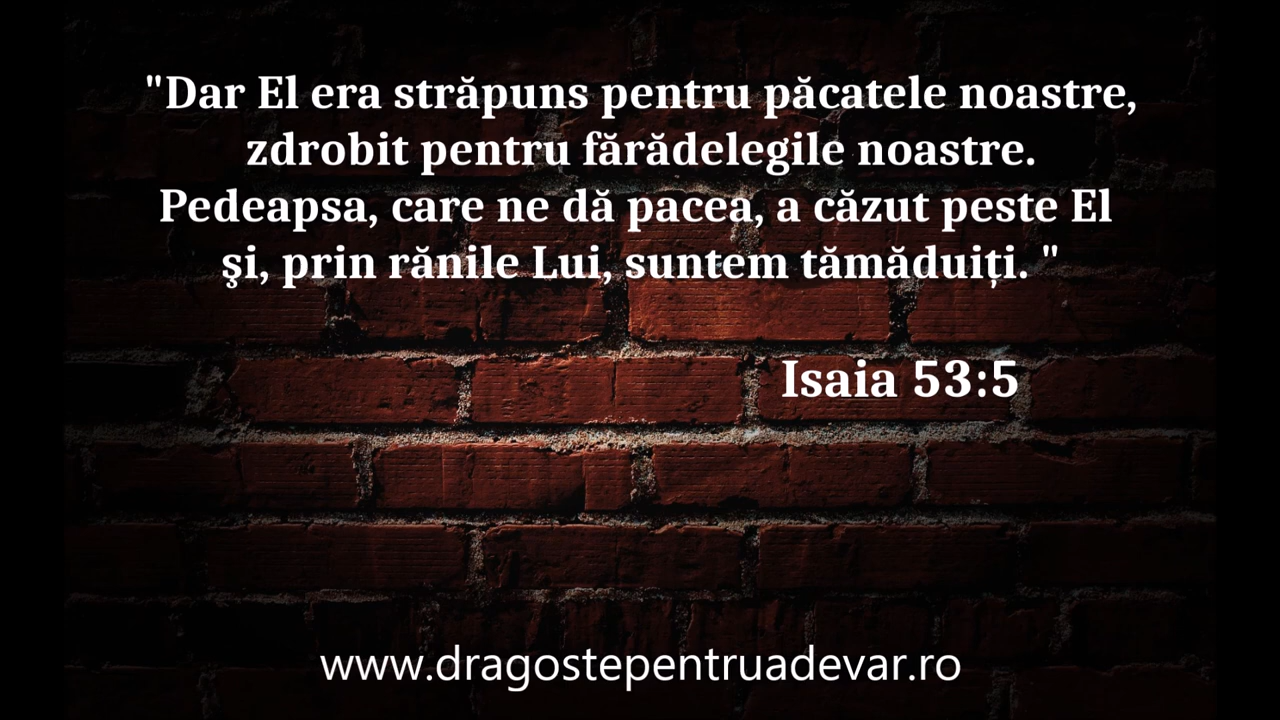 "Dar El era străpuns pentru păcatele noastre,
zdrobit pentru fărădelegile noastre.
Pedeapsa, care ne dă pacea, a căzut peste El
şi, prin rănile Lui, suntem tămăduiți. "
Isaia 53:5
www.dragostepentruadevar.ro